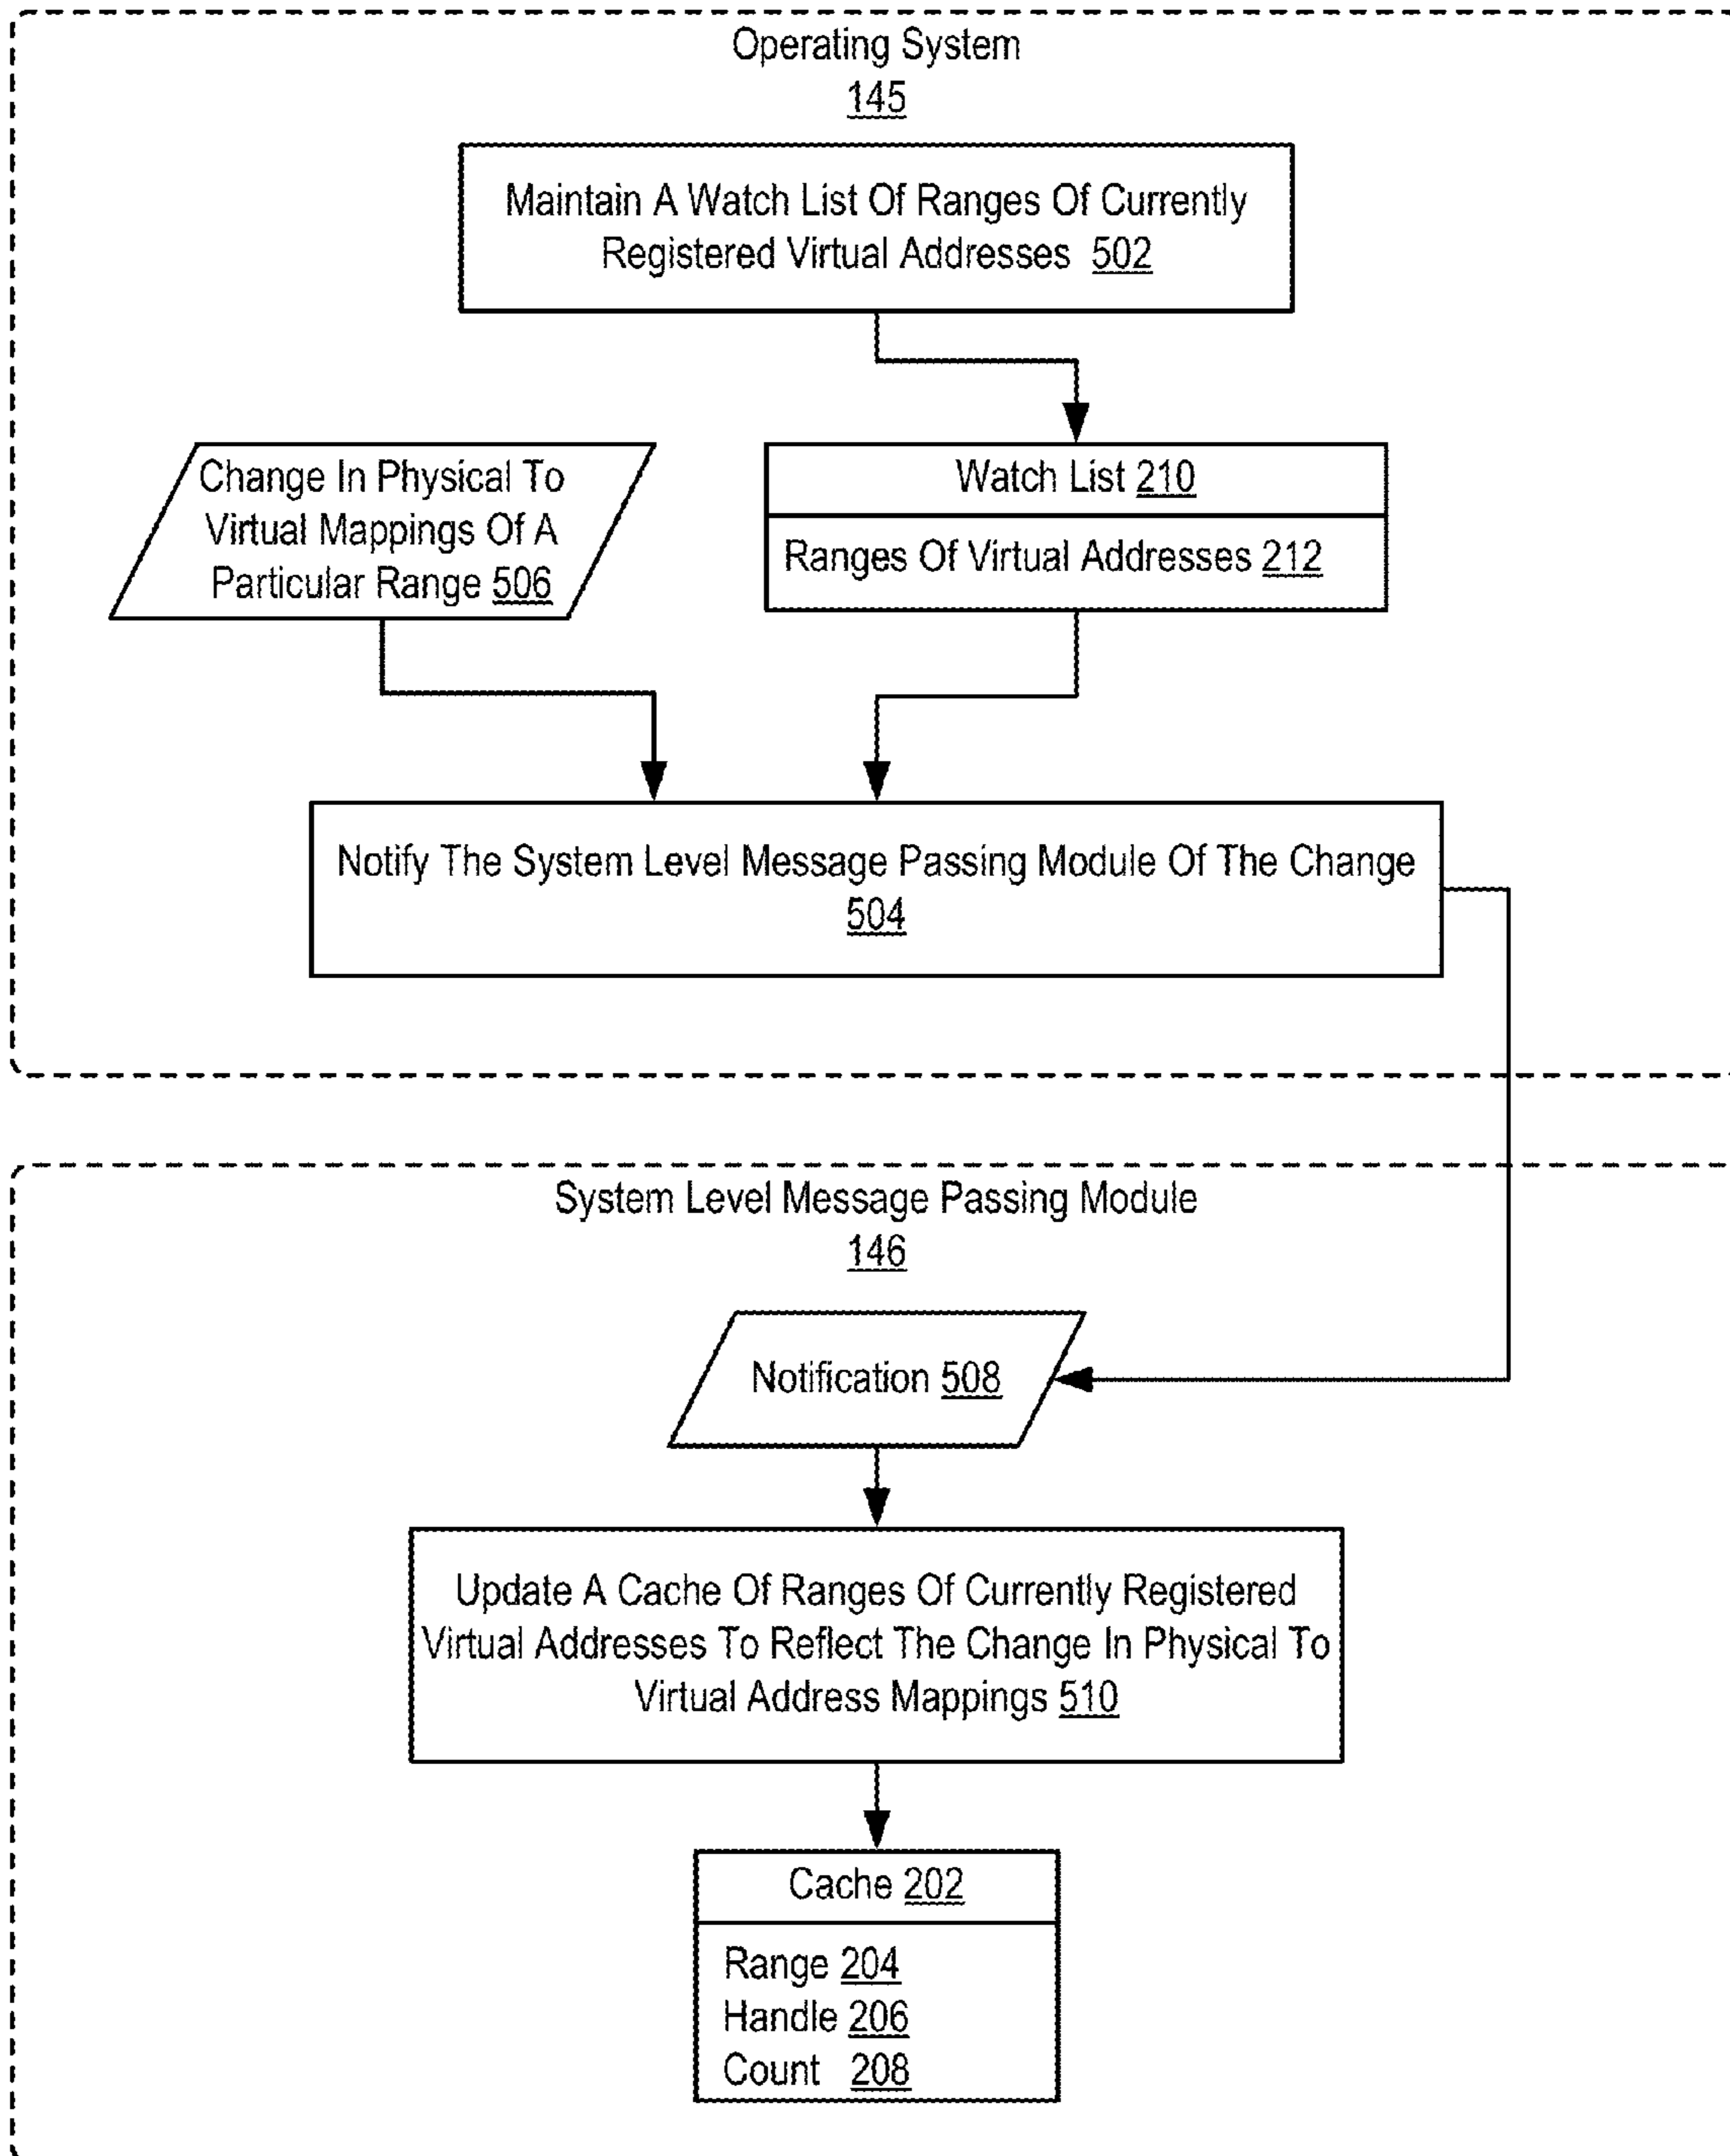 Operating System
145
Maintain A Watch List Of Ranges Of Currently
Registered Virtual Addresses 502
Change In Physical To
Virtual Mappings Of A
Particular Range 506
Watch List 210
Ranges Of Virtual Addresses 212
Notify The System Level Message Passing Module Of The Change
504
System Level Message Passing Module
146
Notification 508
Update A Cache Of Ranges Of Currently Registered
Virtual Addresses To Reflect The Change In Physical To
Virtual Address Mappings 510
Cache 202
Range 204
Handle 206
Count 208